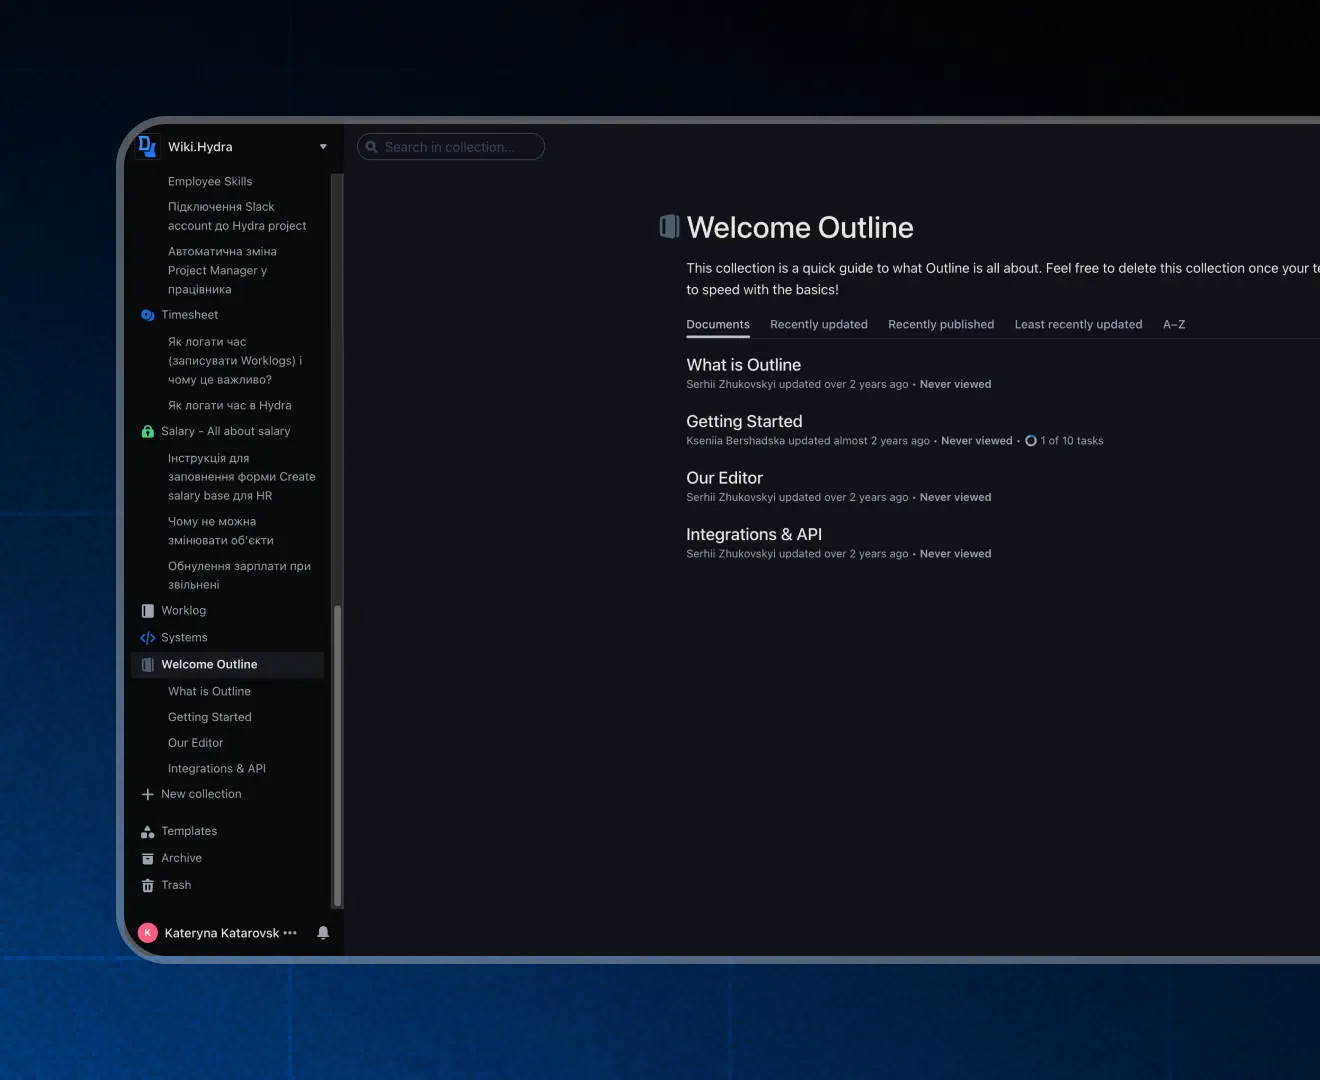 Wiki.Hydra
Employee Skills
Підключення Slack
account до Hydra project
Автоматична зміна
Project Manager у
працівника
Timesheet
Як логати час
(записувати Worklogs) і
чому це важливо?
Як логати час в Hydra
Salary - All about salary
Інструкція для
заповнення форми Create
salary base для HR
Чому не можна
змінювати об'єкти
Обнулення зарплати при
звільнені
Worklog
Systems
Welcome Outline
What is Outline
Getting Started
Our Editor
Integrations & API
New collection
Templates
Archive
Trash
K Kateryna Katarovsk
Search in collection...
Welcome Outline
This collection is a quick guide to what Outline is all about. Feel free to delete this collection once your
to speed with the basics!
Documents Recently updated Recently published Least recently updated A–Z
What is Outline
Serhii Zhukovskyi updated over 2 years ago • Never viewed
Getting Started
Kseniia Bershadska updated almost 2 years ago • Never viewed • 1 of 10 tasks
Our Editor
Serhii Zhukovskyi updated over 2 years ago • Never viewed
Integrations & API
Serhii Zhukovskyi updated over 2 years ago • Never viewed